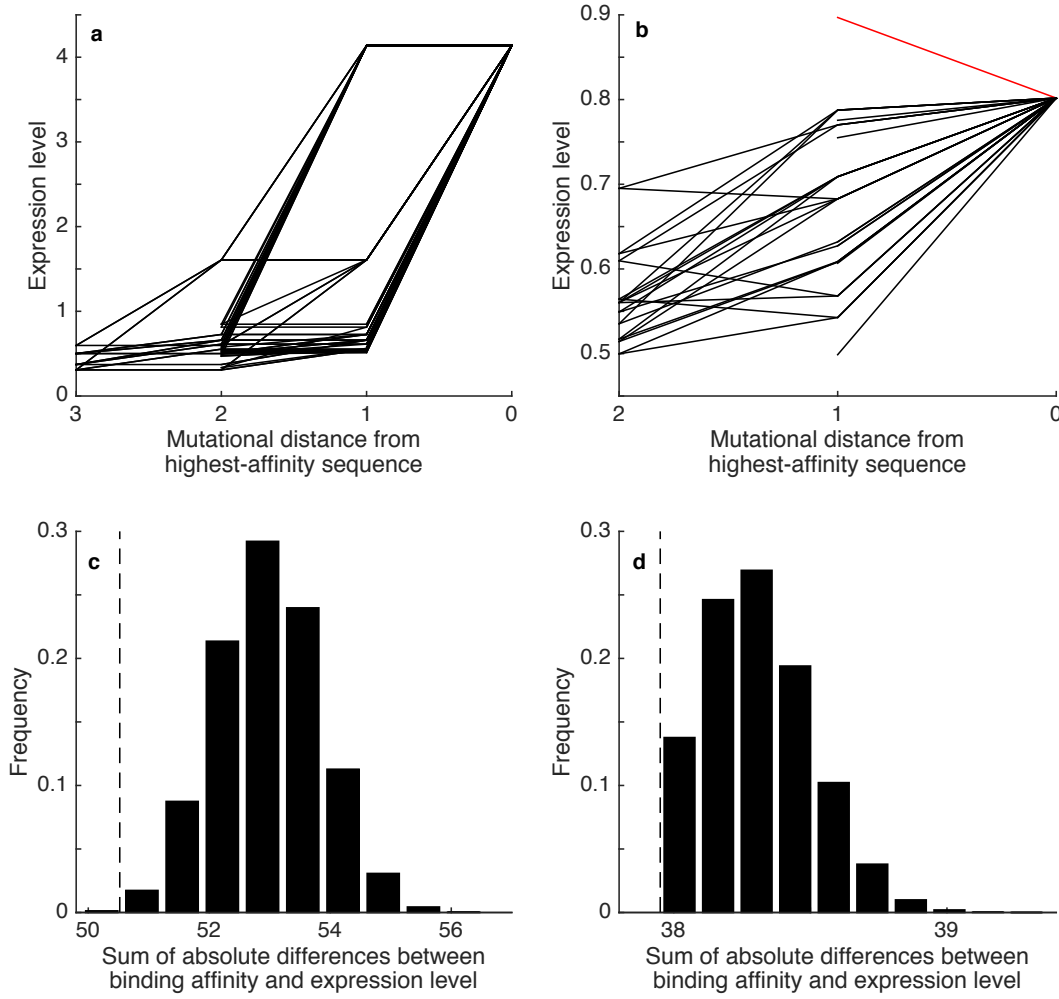 a
Expression level
4
3
2
1
0
3
2
1
0
Mutational distance from
highest-affinity sequence
b
Expression level
0.9
0.8
0.7
0.6
0.5
2
1
0
Mutational distance from
highest-affinity sequence
c
Frequency
0.3
0.2
0.1
0
50
52
54
56
Sum of absolute differences between
binding affinity and expression level
d
Frequency
0.3
0.2
0.1
0
38
39
Sum of absolute differences between
binding affinity and expression level